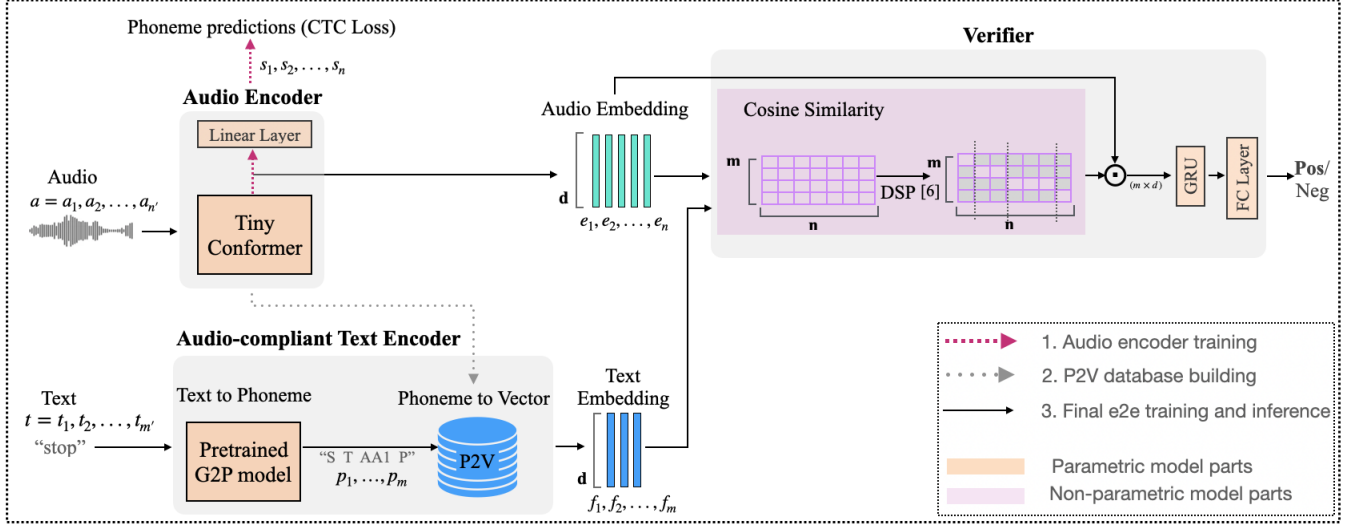 Phoneme predictions (CTC Loss)
s₁, s₂, . . . , sₙ
Audio Encoder
Linear Layer
Audio
a = a₁, a₂, . . . , aₙ′
Tiny
Conformer
Audio Embedding
d
e₁, e₂, . . . , eₙ
Verifier
Cosine Similarity
m
n
DSP [6]
m
n
(m × d)
GRU
FC Layer
Pos/
Neg
Audio-compliant Text Encoder
Text
t = t₁, t₂, . . . , tₘ′
“stop”
Text to Phoneme
Pretrained
G2P model
“S T AA1 P”
p₁, . . . , pₘ
Phoneme to Vector
P2V
Text
Embedding
d
f₁, f₂, . . . , fₘ
1. Audio encoder training
2. P2V database building
3. Final e2e training and inference
Parametric model parts
Non-parametric model parts